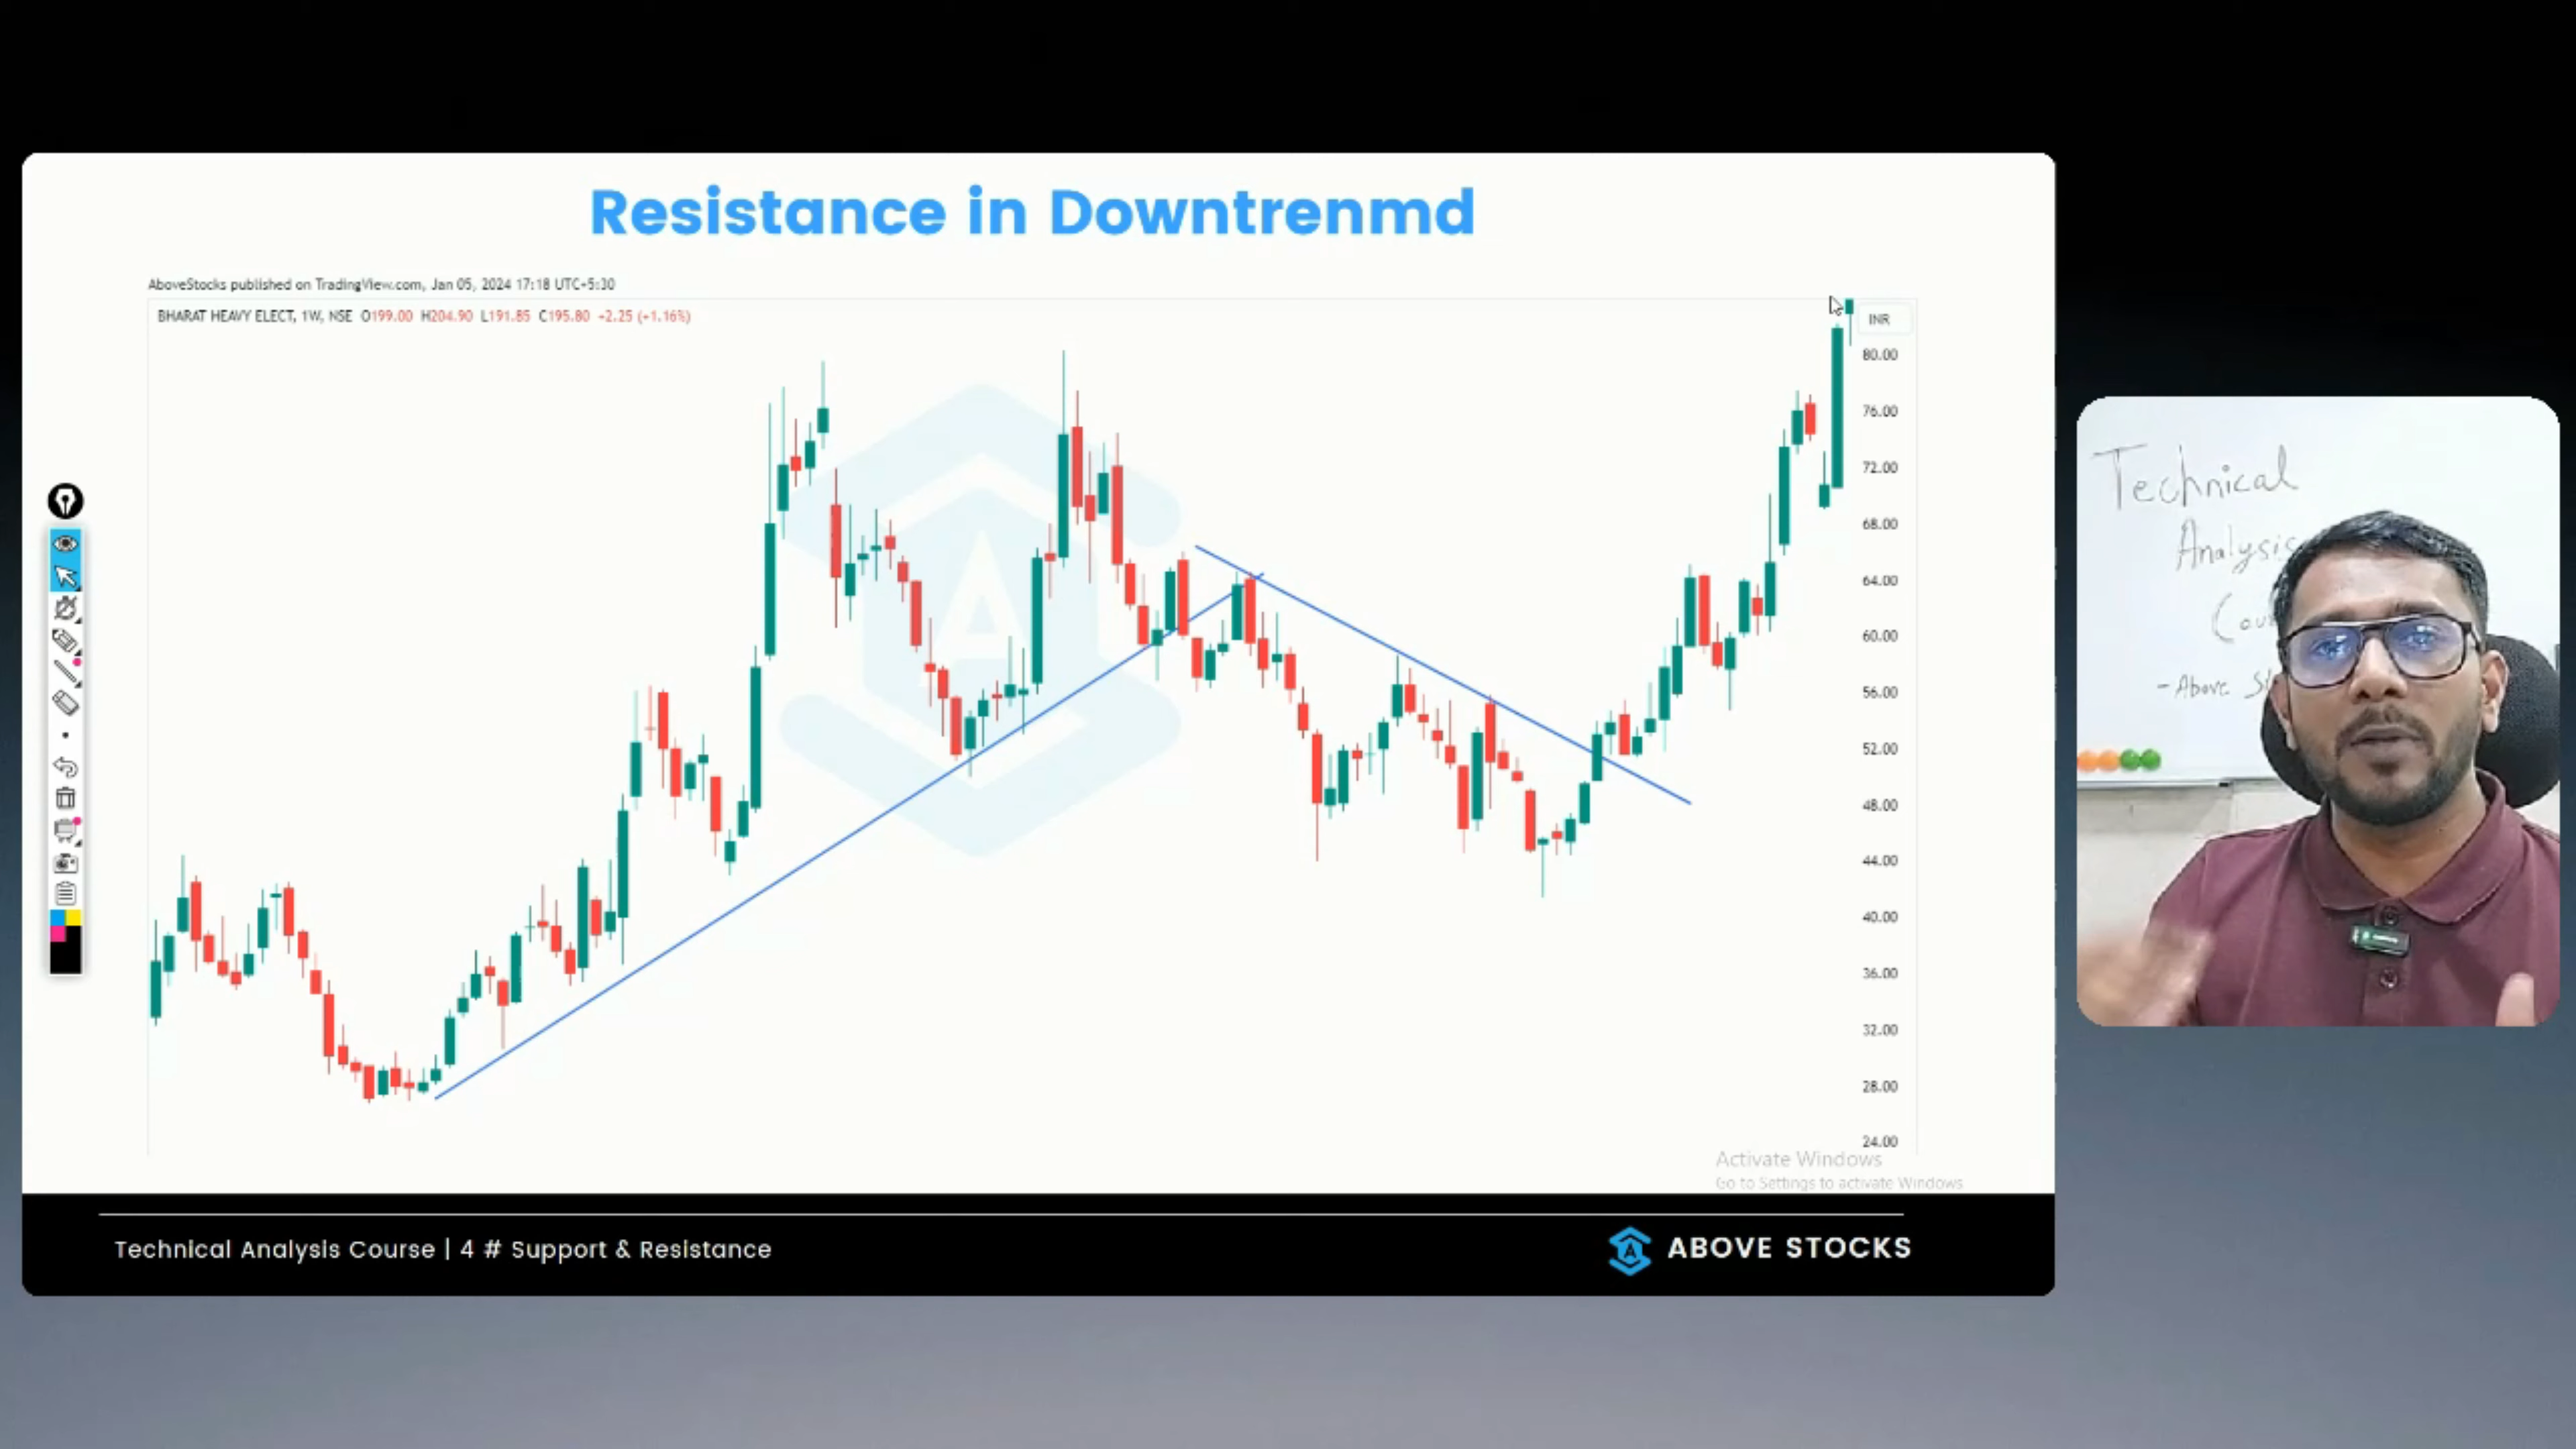 Resistance in Downtrenmd
AboveStocks published on TradingView.com, Jan 05, 2024 17:18 UTC+5:30
BHARAT HEAVY ELECT, 1W, NSE O199.00 H204.90 L191.85 C195.80 +2.25 (+1.16%)
INR
80.00
76.00
72.00
68.00
64.00
60.00
56.00
52.00
48.00
44.00
40.00
36.00
32.00
28.00
24.00
A
Technical
Analysis
- Above
Activate Windows
Go to Settings to activate Windows
Technical Analysis Course | 4 # Support & Resistance
A ABOVE STOCKS